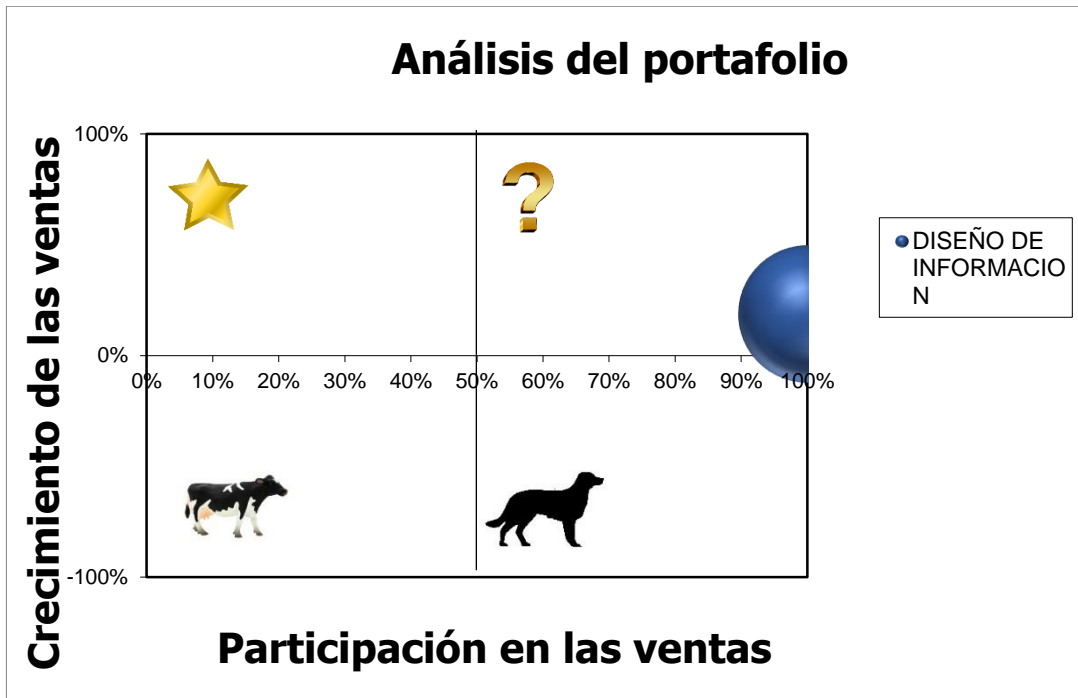 Análisis del portafolio
Crecimiento de las ventas
100%
0%
-100%
0% 10% 20% 30% 40% 50% 60% 70% 80% 90% 100%
Participación en las ventas
DISEÑO DE
INFORMACIO
N